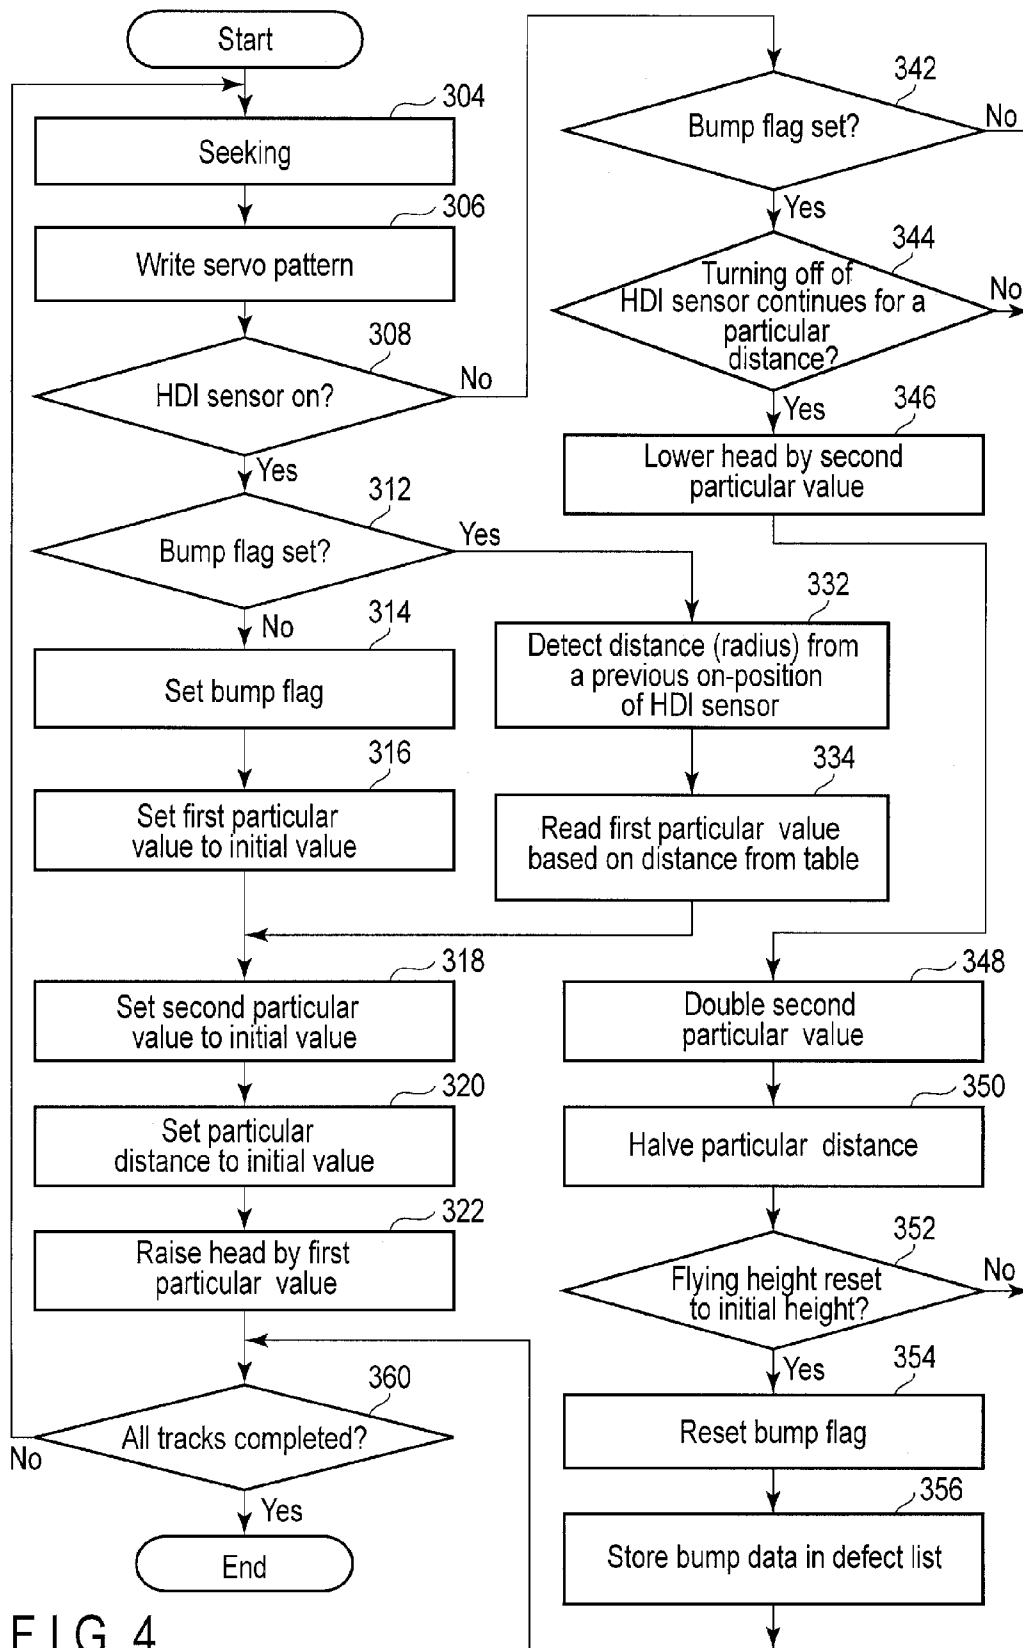 Start
304
Seeking
306
Write servo pattern
308
HDI sensor on?
No
Yes
312
Bump flag set?
Yes
No
314
Set bump flag
316
Set first particular
value to initial value
332
Detect distance (radius) from
a previous on-position
of HDI sensor
334
Read first particular value
based on distance from table
318
Set second particular
value to initial value
320
Set particular
distance to initial value
322
Raise head by first
particular value
360
All tracks completed?
No
Yes
End
342
Bump flag set?
No
Yes
344
Turning off of
HDI sensor continues for a
particular
distance?
No
Yes
346
Lower head by second
particular value
348
Double second
particular value
350
Halve particular distance
352
Flying height reset
to initial height?
No
Yes
354
Reset bump flag
356
Store bump data in defect list
FIG. 4